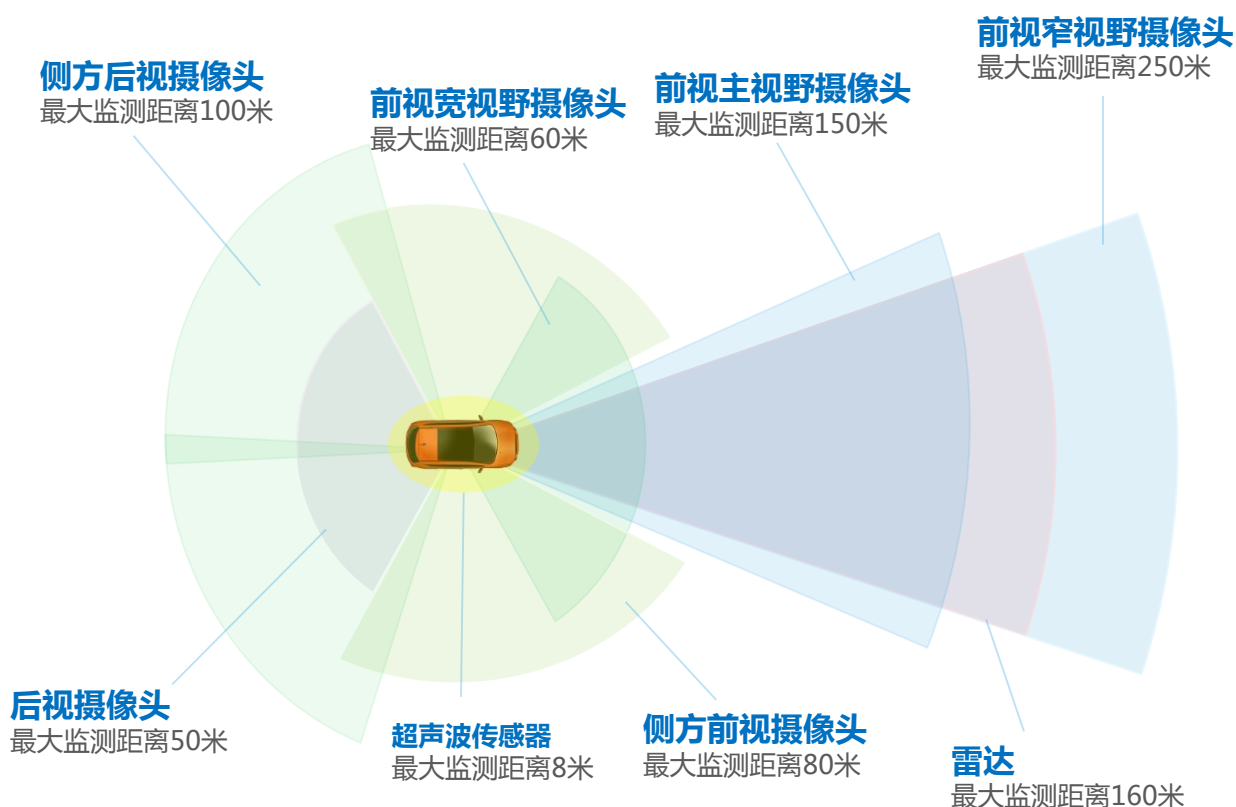 前视窄视野摄像头
最大监测距离250米
侧方后视摄像头
最大监测距离100米
前视宽视野摄像头
最大监测距离60米
前视主视野摄像头
最大监测距离150米
后视摄像头
最大监测距离50米
超声波传感器
最大监测距离8米
侧方前视摄像头
最大监测距离80米
雷达
最大监测距离160米